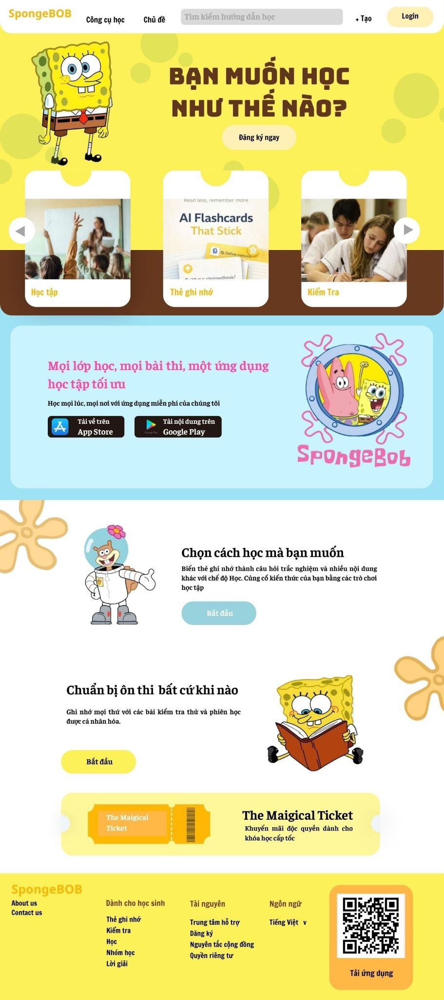 SpongeBOB
Công cụ học
Chủ đề
Tìm kiếm hướng dẫn học
+ Tạo
Login
BẠN MUỐN HỌC
NHƯ THẾ NÀO?
Đăng ký ngay
Read less, remember more
AI Flashcards
That Stick
Q: Define osmosis
Q: What is photosythesis?
Học tập
Thẻ ghi nhớ
Kiểm Tra
Mọi lớp học, mọi bài thi, một ứng dụng
học tập tối ưu
Học mọi lúc, mọi nơi với ứng dụng miễn phí của chúng tôi
Tải về trên
App Store
Google Play
Tải nội dung trên
Google Play
SpongeBob
Chọn cách học mà bạn muốn
Biến thẻ ghi nhớ thành câu hỏi trắc nghiệm và nhiều nội dung
khác với chế độ Học. Củng cố kiến thức của bạn bằng các trò chơi
học tập
Bắt đầu
Chuẩn bị ôn thi bất cứ khi nào
Ghi nhớ mọi thứ với các bài kiểm tra thử và phiên học
được cá nhân hóa.
Bắt đầu
The Maigical
Ticket
The Maigical Ticket
Khuyến mãi độc quyền dành cho
khóa học cấp tốc
SpongeBOB
About us
Contact us
Dành cho học sinh
Thẻ ghi nhớ
Kiểm tra
Học
Nhóm học
Lời giải
Tài nguyên
Trung tâm hỗ trợ
Đăng ký
Nguyên tắc cộng đồng
Quyền riêng tư
Ngôn ngữ
Tiếng Việt v
Tải ứng dụng